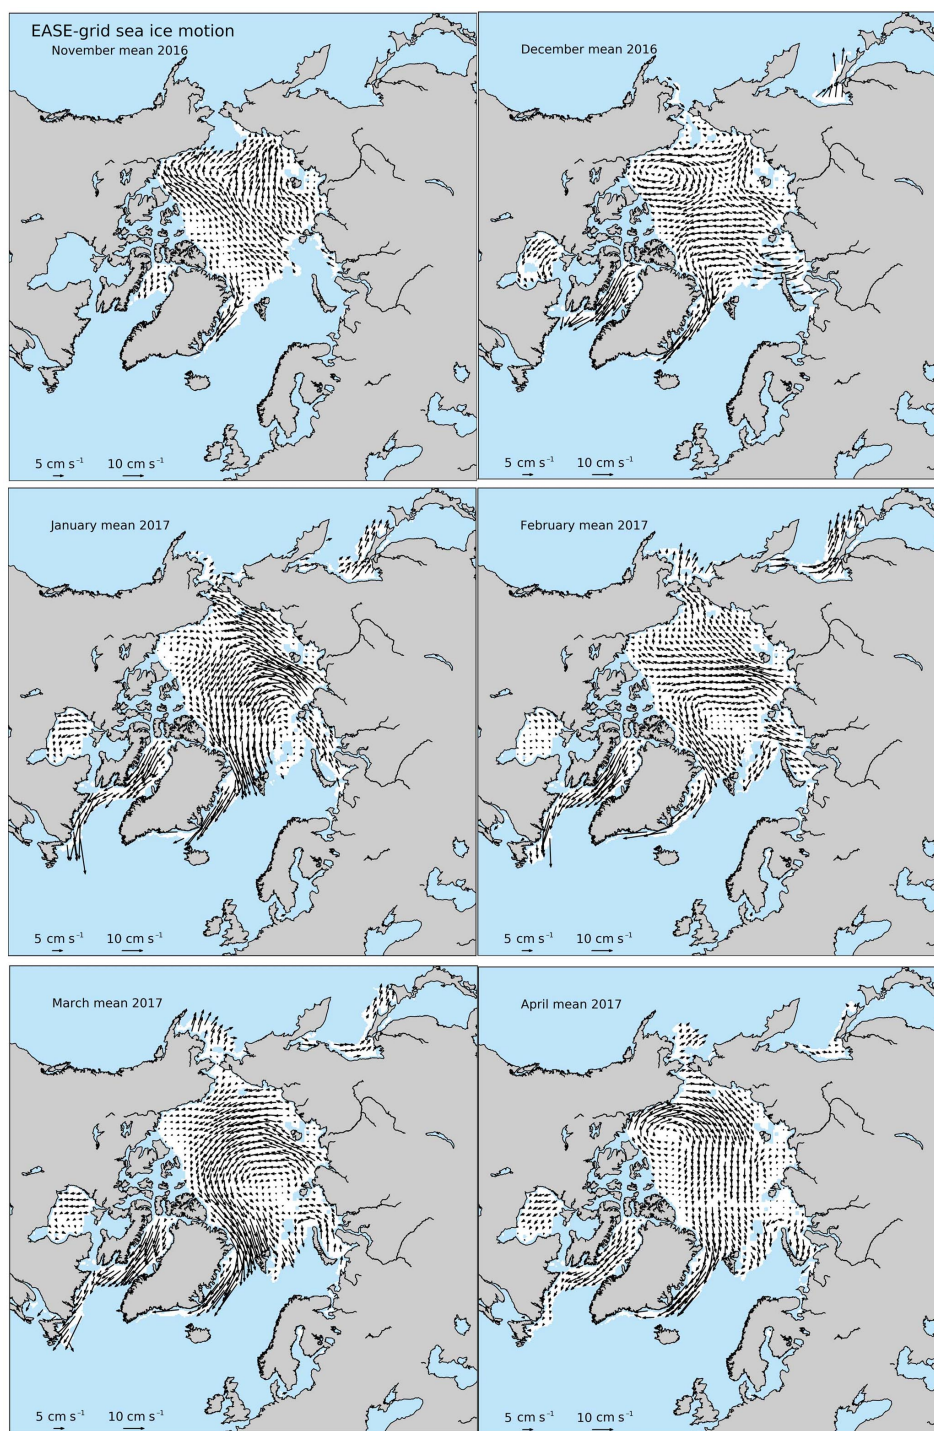 EASE-grid sea ice motion
November mean 2016
December mean 2016
5 cm s⁻¹ 10 cm s⁻¹
5 cm s⁻¹ 10 cm s⁻¹
January mean 2017
February mean 2017
5 cm s⁻¹ 10 cm s⁻¹
5 cm s⁻¹ 10 cm s⁻¹
March mean 2017
April mean 2017
5 cm s⁻¹ 10 cm s⁻¹
5 cm s⁻¹ 10 cm s⁻¹